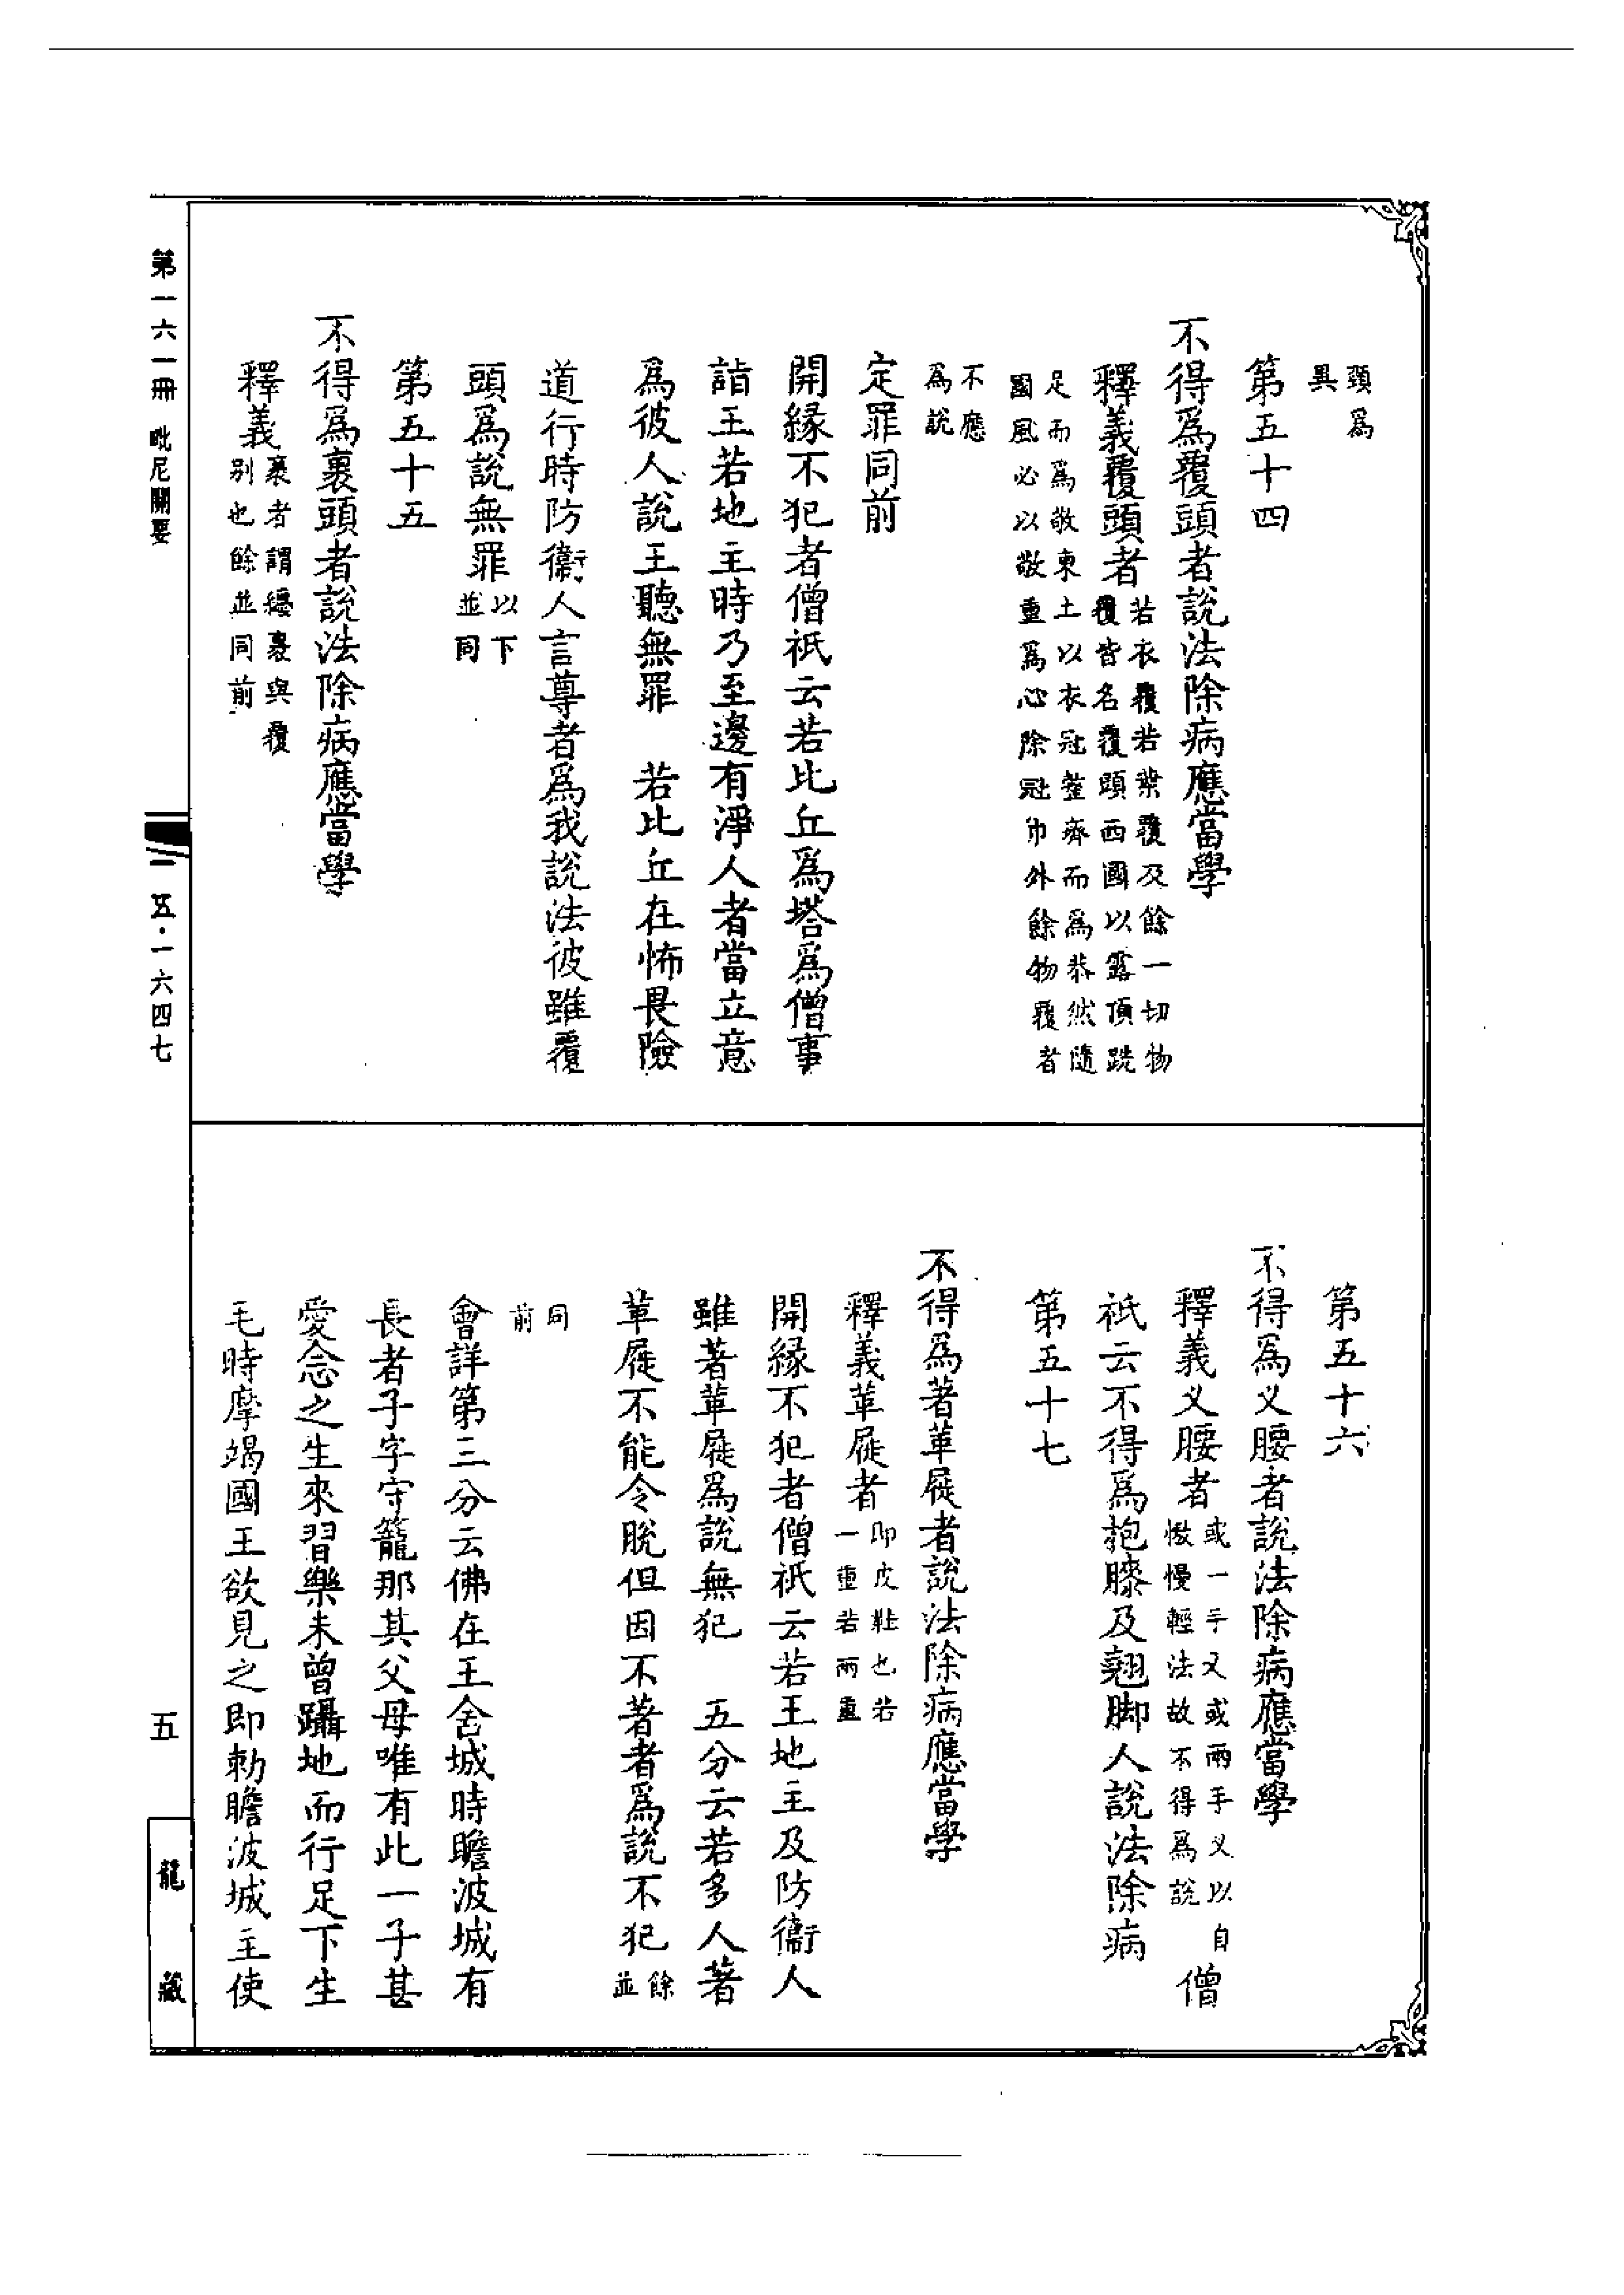 頭爲
異
第五十四
不得爲覆頭者說法除病應當學
釋義覆頭者若衣覆若葉覆及餘一切物
覆皆名覆頭西國以露頂跣
足而爲敬東土以衣冠整齊而爲恭然隨
國風必以敬重爲心除冠巾外餘物覆者
不應
爲說
定罪同前
開緣不犯者僧祇云若比丘爲塔爲僧事
詣王若地主時乃至邊有淨人者當立意
爲彼人說王聽無罪　若比丘在怖畏險
道行時防衞人言尊者爲我說法彼雖覆
頭爲說無罪以下
並同
第五十五
不得爲裹頭者說法除病應當學
釋義裹者謂纏裹與覆
別也餘並同前
第五十六
不得爲叉腰者說法除病應當學
釋義叉腰者或一手叉或兩手叉以自
憿慢輕法故不得爲說
僧
祇云不得爲抱膝及翹脚人說法除病
第五十七
不得爲著革屣者說法除病應當學
釋義革屣者即皮鞋也若
一重若兩重
開緣不犯者僧祇云若王地主及防衞人
雖著革屣爲說無犯　五分云若多人著
革屣不能令脫但因不著者爲說不犯餘
並
同
前
會詳第三分云佛在王舍城時瞻波城有
長者子字守籠那其父母唯有此一子甚
愛念之生來習樂未曾躡地而行足下生
毛時摩竭國王欲見之即勅瞻波城主使
第一六一冊　毗尼關要
一五·一六四七
五
龍藏